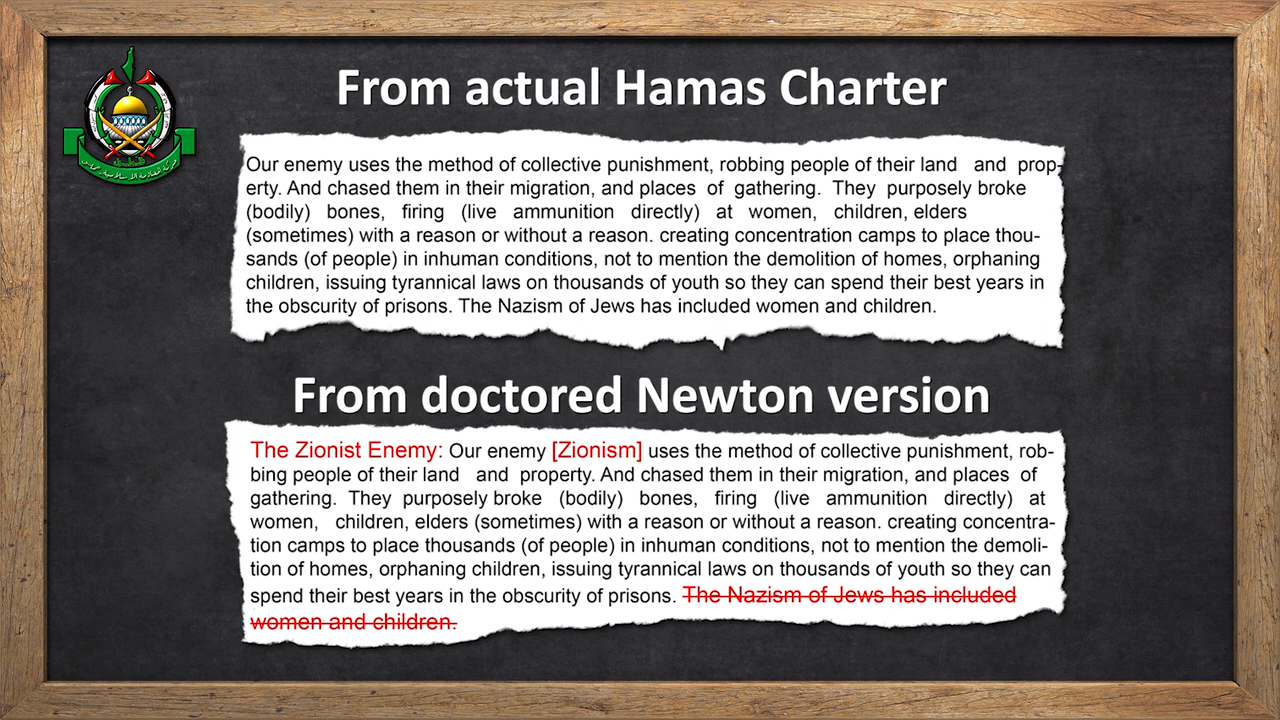 From actual Hamas Charter
Our enemy uses the method of collective punishment, robbing people of their land and prop-
erty. And chased them in their migration, and places of gathering. They purposely broke
(bodily) bones, firing (live ammunition directly) at women, children, elders
(sometimes) with a reason or without a reason. creating concentration camps to place thou-
sands (of people) in inhuman conditions, not to mention the demolition of homes, orphaning
children, issuing tyrannical laws on thousands of youth so they can spend their best years in
the obscurity of prisons. The Nazism of Jews has included women and children.
From doctored Newton version
The Zionist Enemy: Our enemy [Zionism] uses the method of collective punishment, rob-
bing people of their land and property. And chased them in their migration, and places of
gathering. They purposely broke (bodily) bones, firing (live ammunition directly) at
women, children, elders (sometimes) with a reason or without a reason. creating concentra-
tion camps to place thousands (of people) in inhuman conditions, not to mention the demoli-
tion of homes, orphaning children, issuing tyrannical laws on thousands of youth so they can
spend their best years in the obscurity of prisons. The Nazism of Jews has included
women and children.